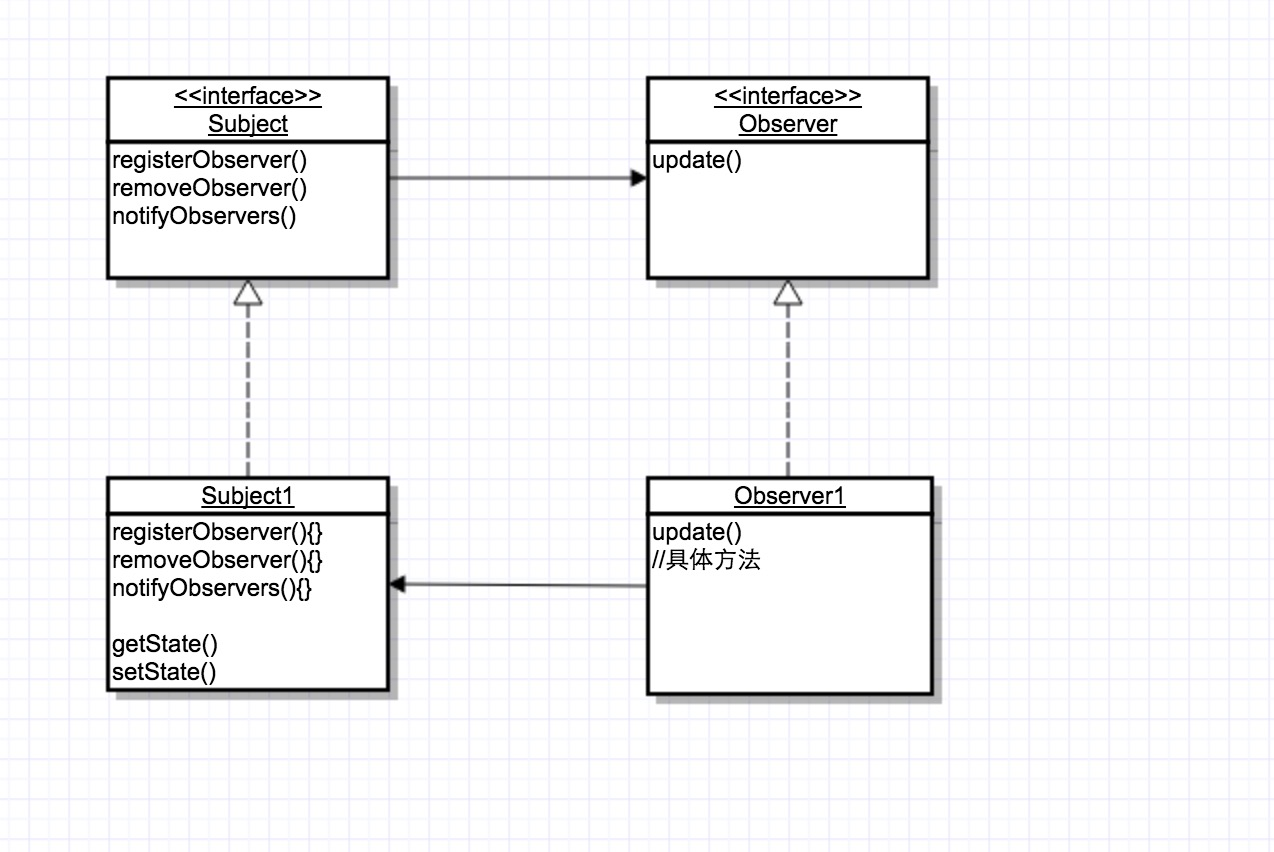 <<interface>>
Subject
registerObserver()
removeObserver()
notifyObservers()
<<interface>>
Observer
update()
Subject1
registerObserver(){}
removeObserver(){}
notifyObservers(){}
getState()
setState()
Observer1
update()
//具体方法